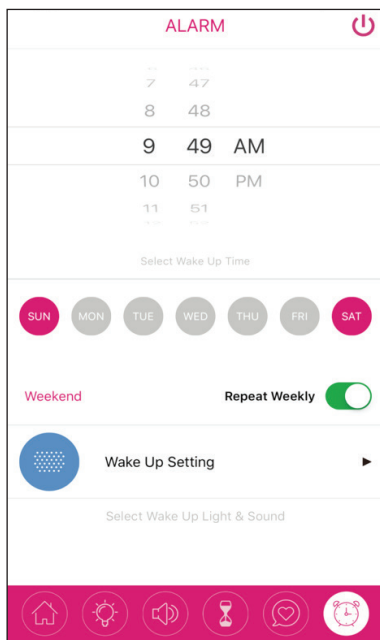 ALARM
7 47
8 48
9 49 AM
10 50 PM
11 51
Select Wake Up Time
SUN MON TUE WED THU FRI SAT
Weekend Repeat Weekly
Wake Up Setting
Select Wake Up Light & Sound